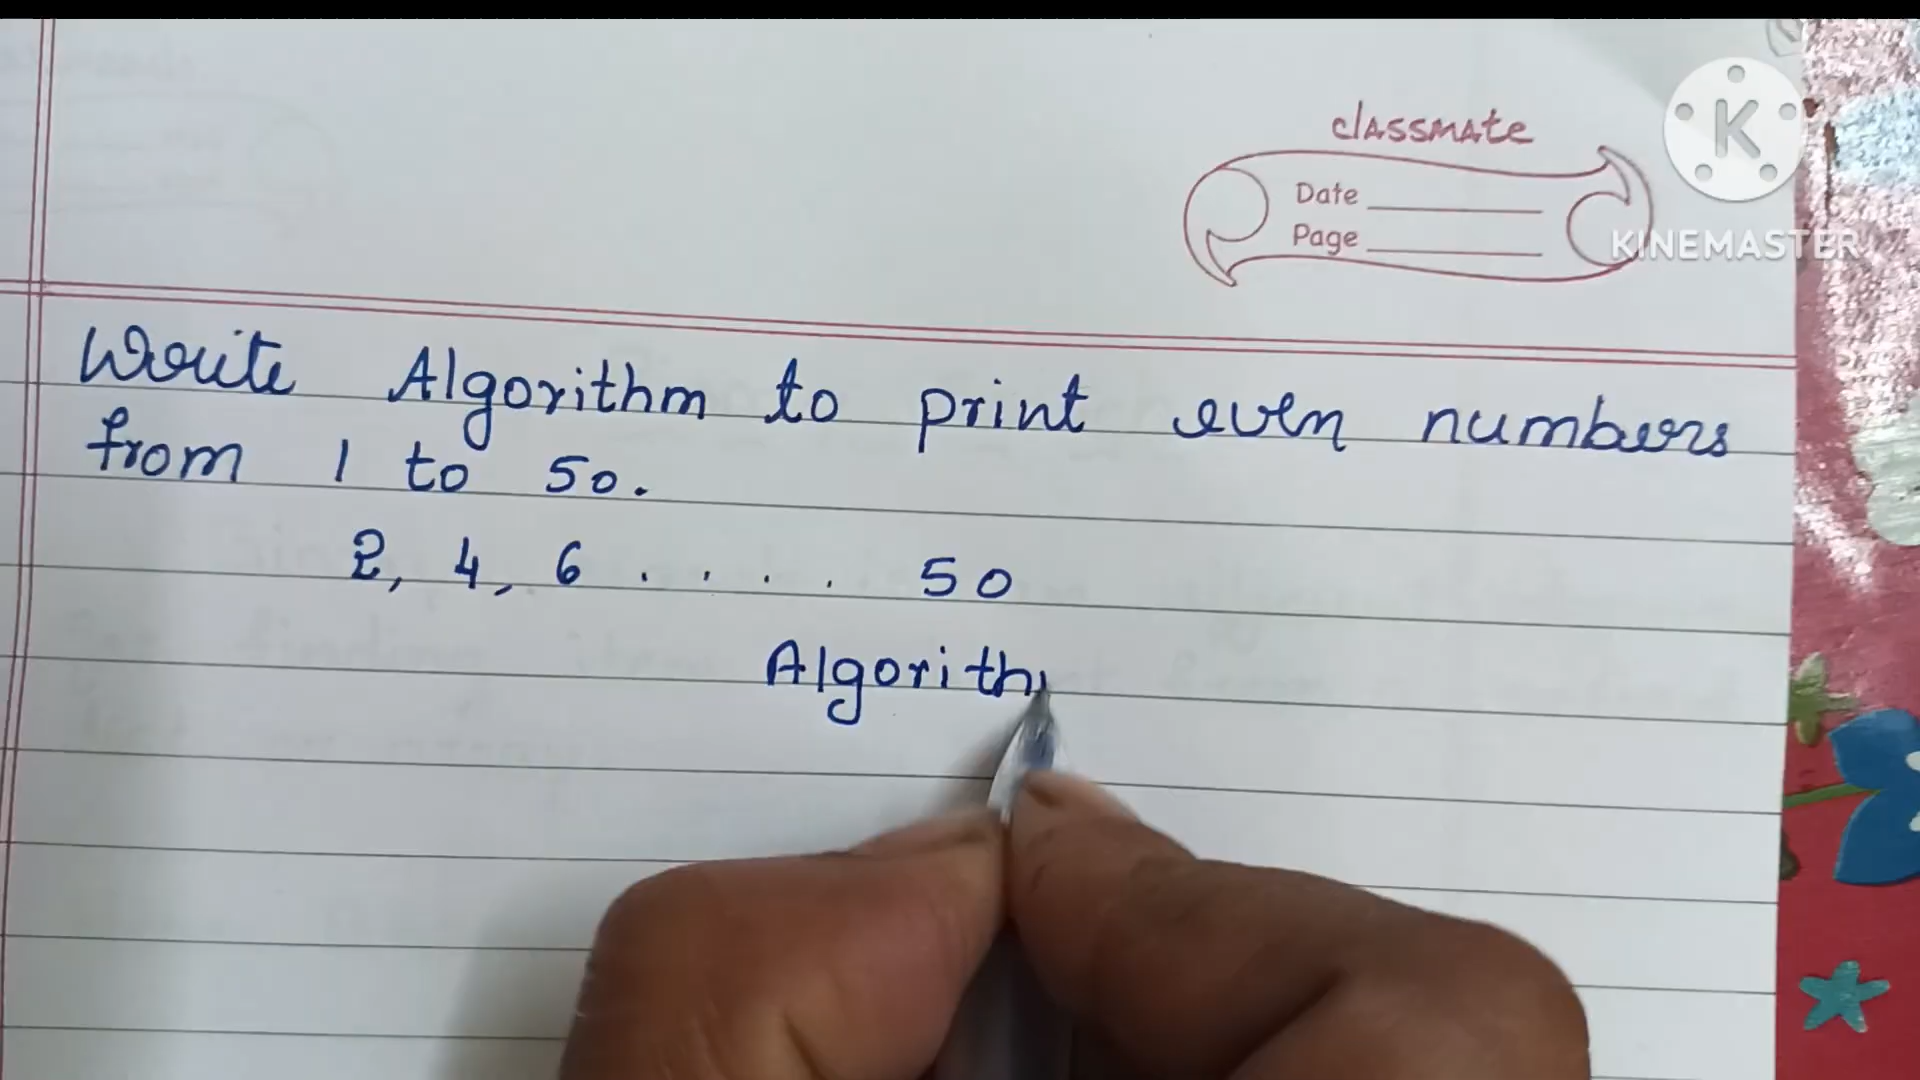 classmate
Date
Page
K
KINEMASTER
Write Algorithm to print even numbers
from 1 to 50.
2, 4, 6 . . . . 50
Algorith